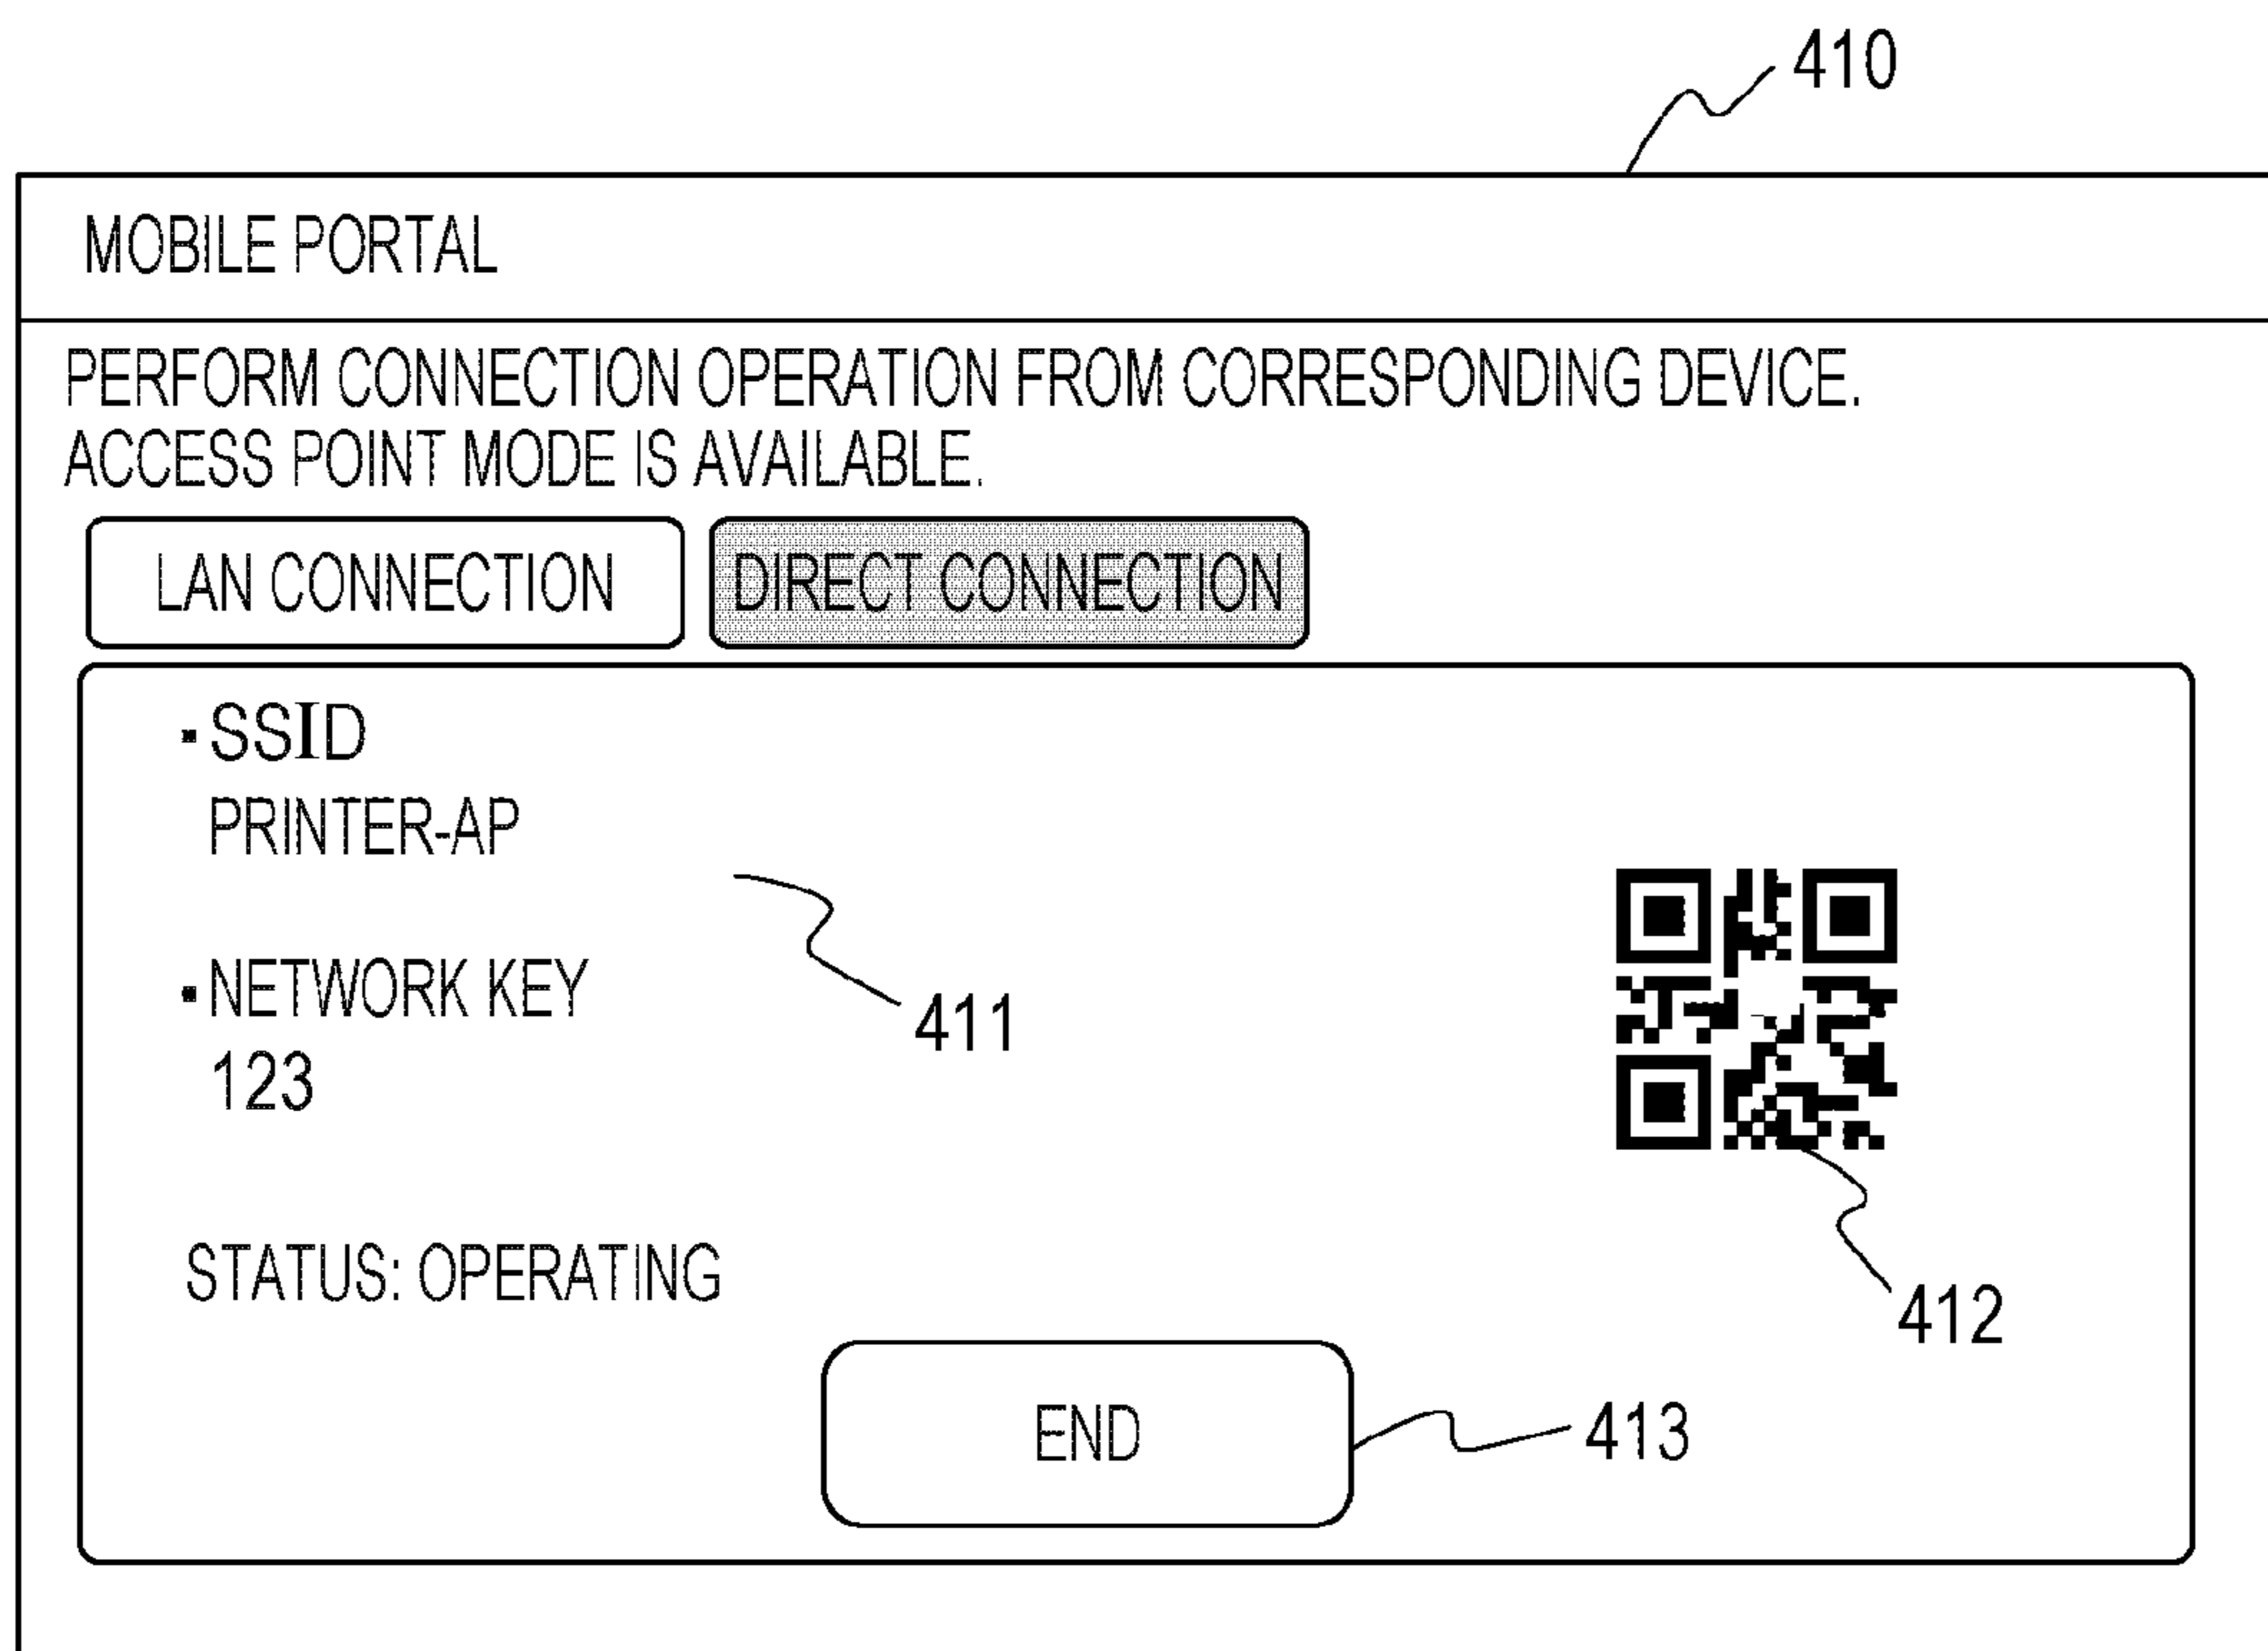 410
MOBILE PORTAL
PERFORM CONNECTION OPERATION FROM CORRESPONDING DEVICE.
ACCESS POINT MODE IS AVAILABLE.
LAN CONNECTION DIRECT CONNECTION
▪ SSID
PRINTER-AP
▪ NETWORK KEY
411
123
STATUS: OPERATING
412
END
413